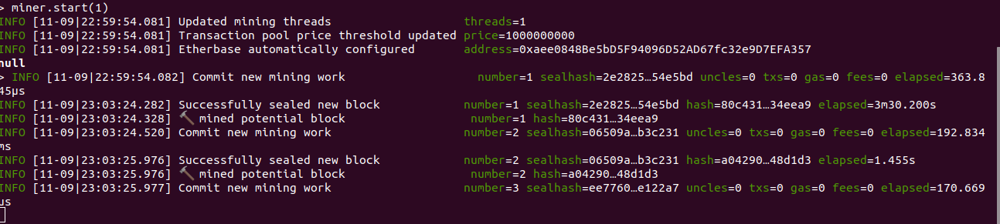 > miner.start(1)
INFO [11-09|22:59:54.081] Updated mining threads threads=1
INFO [11-09|22:59:54.081] Transaction pool price threshold updated price=1000000000
INFO [11-09|22:59:54.081] Etherbase automatically configured address=0xaee0848Be5bD5F94096D52AD67fc32e9D7EFA357
null
> INFO [11-09|22:59:54.082] Commit new mining work number=1 sealhash=2e2825…54e5bd uncles=0 txs=0 gas=0 fees=0 elapsed=363.8
45µs
INFO [11-09|23:03:24.282] Successfully sealed new block number=1 sealhash=2e2825…54e5bd hash=80c431…34eea9 elapsed=3m30.200s
INFO [11-09|23:03:24.328] 🔨 mined potential block number=1 hash=80c431…34eea9
INFO [11-09|23:03:24.520] Commit new mining work number=2 sealhash=06509a…b3c231 uncles=0 txs=0 gas=0 fees=0 elapsed=192.834
ms
INFO [11-09|23:03:25.976] Successfully sealed new block number=2 sealhash=06509a…b3c231 hash=a04290…48d1d3 elapsed=1.455s
INFO [11-09|23:03:25.976] 🔨 mined potential block number=2 hash=a04290…48d1d3
INFO [11-09|23:03:25.977] Commit new mining work number=3 sealhash=ee7760…e122a7 uncles=0 txs=0 gas=0 fees=0 elapsed=170.669
µs